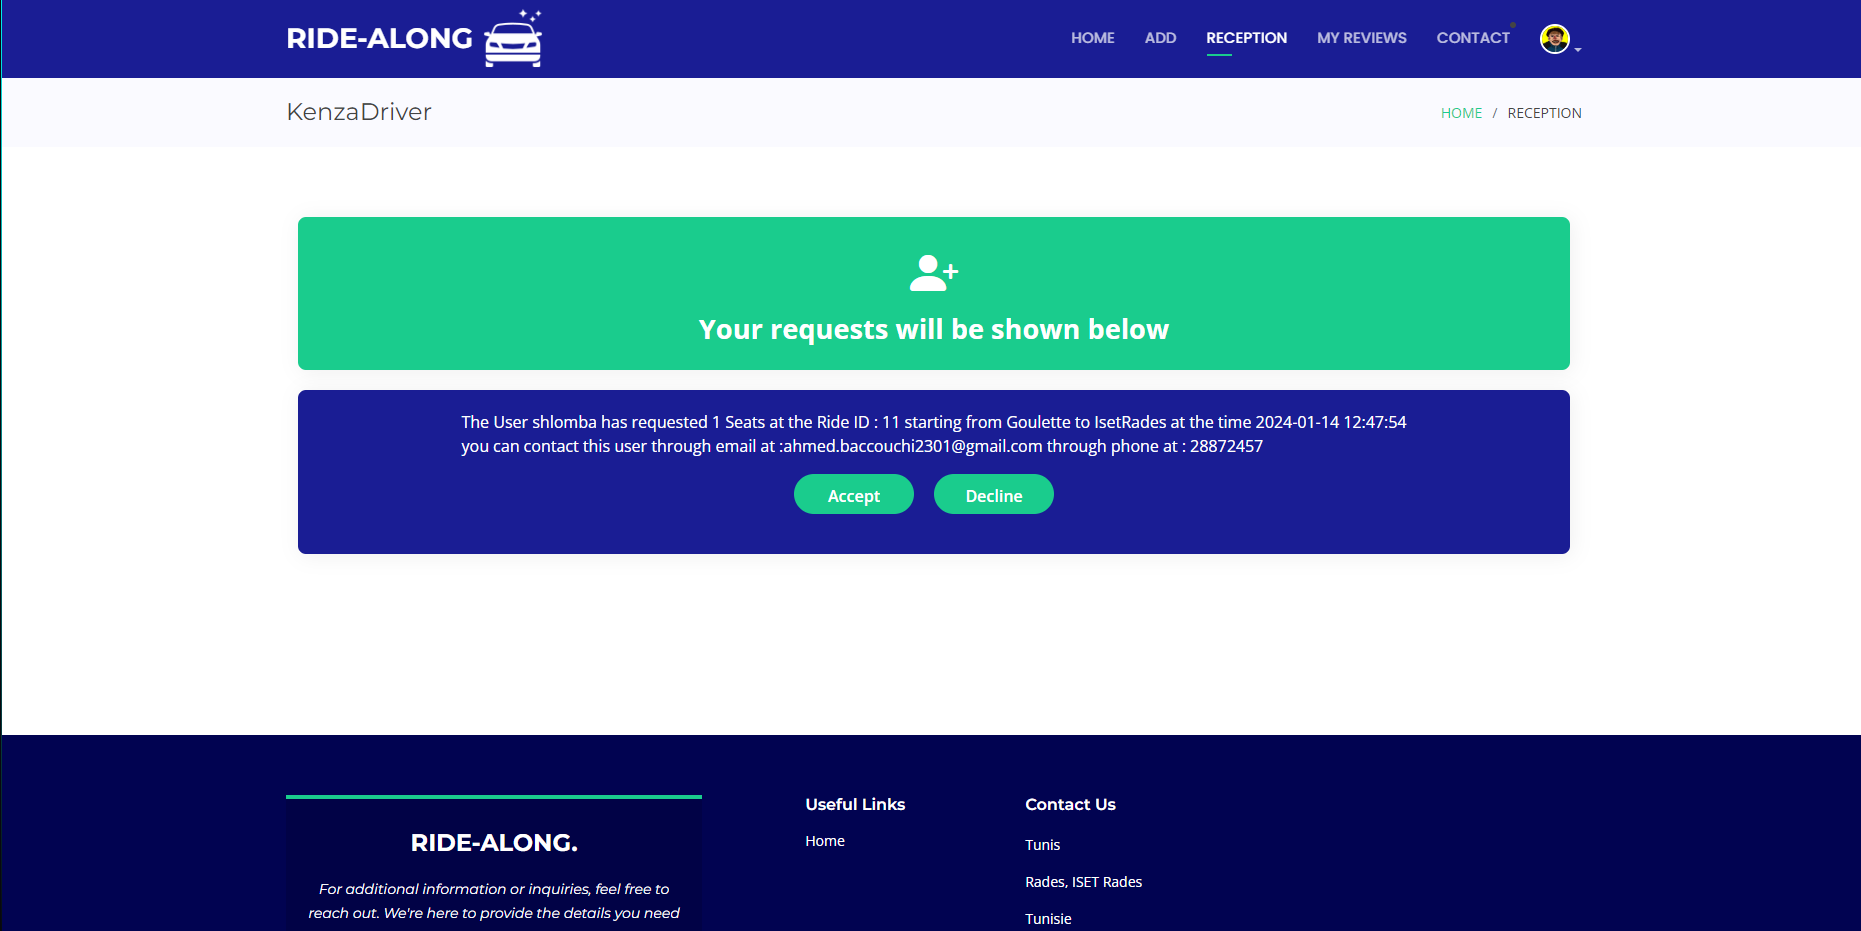 RIDE-ALONG
HOME ADD RECEPTION MY REVIEWS CONTACT
KenzaDriver
HOME / RECEPTION
Your requests will be shown below
The User shlomba has requested 1 Seats at the Ride ID : 11 starting from Goulette to IsetRades at the time 2024-01-14 12:47:54
you can contact this user through email at :ahmed.baccouchi2301@gmail.com through phone at : 28872457
Accept Decline
RIDE-ALONG.
For additional information or inquiries, feel free to
reach out. We're here to provide the details you need
Useful Links
Home
Contact Us
Tunis
Rades, ISET Rades
Tunisie